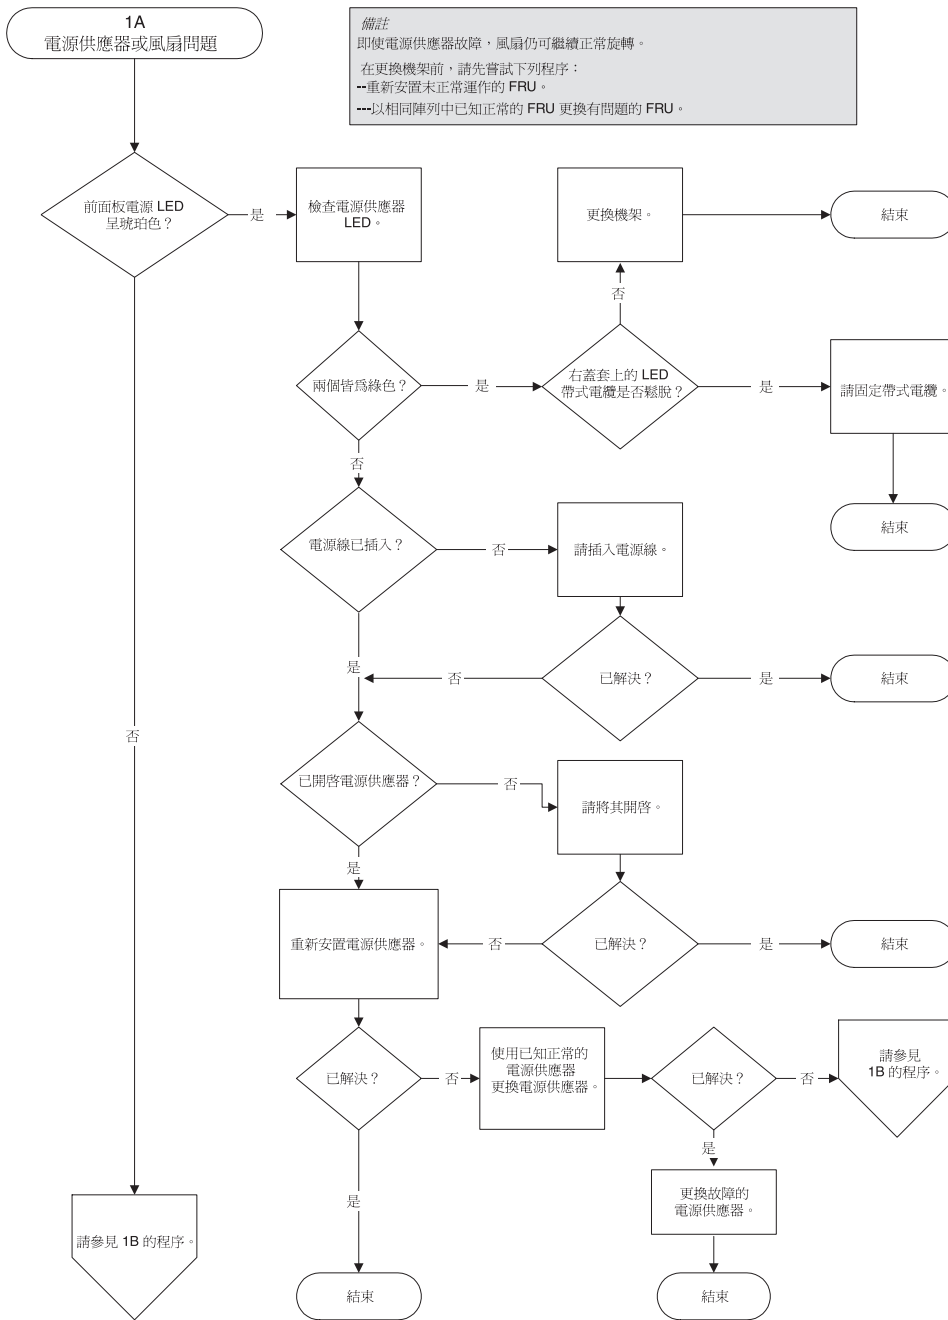 1A
電源供應器或風扇問題
備註
即使電源供應器故障，風扇仍可繼續正常旋轉。
在更換機架前，請先嘗試下列程序：
--重新安置未正常運作的 FRU。
---以相同陣列中已知正常的 FRU 更換有問題的 FRU。
前面板電源 LED
呈琥珀色？
是
檢查電源供應器
LED。
更換機架。
結束
否
兩個皆爲綠色？
是
右蓋套上的 LED
帶式電纜是否鬆脫？
是
請固定帶式電纜。
否
結束
電源線已插入？
否
請插入電源線。
是
否
已解決？
是
結束
否
已開啓電源供應器？
否
請將其開啓。
是
重新安置電源供應器。
否
已解決？
是
結束
已解決？
否
使用已知正常的
電源供應器
更換電源供應器。
已解決？
否
請參見
1B 的程序。
是
是
更換故障的
電源供應器。
請參見 1B 的程序。
結束
結束